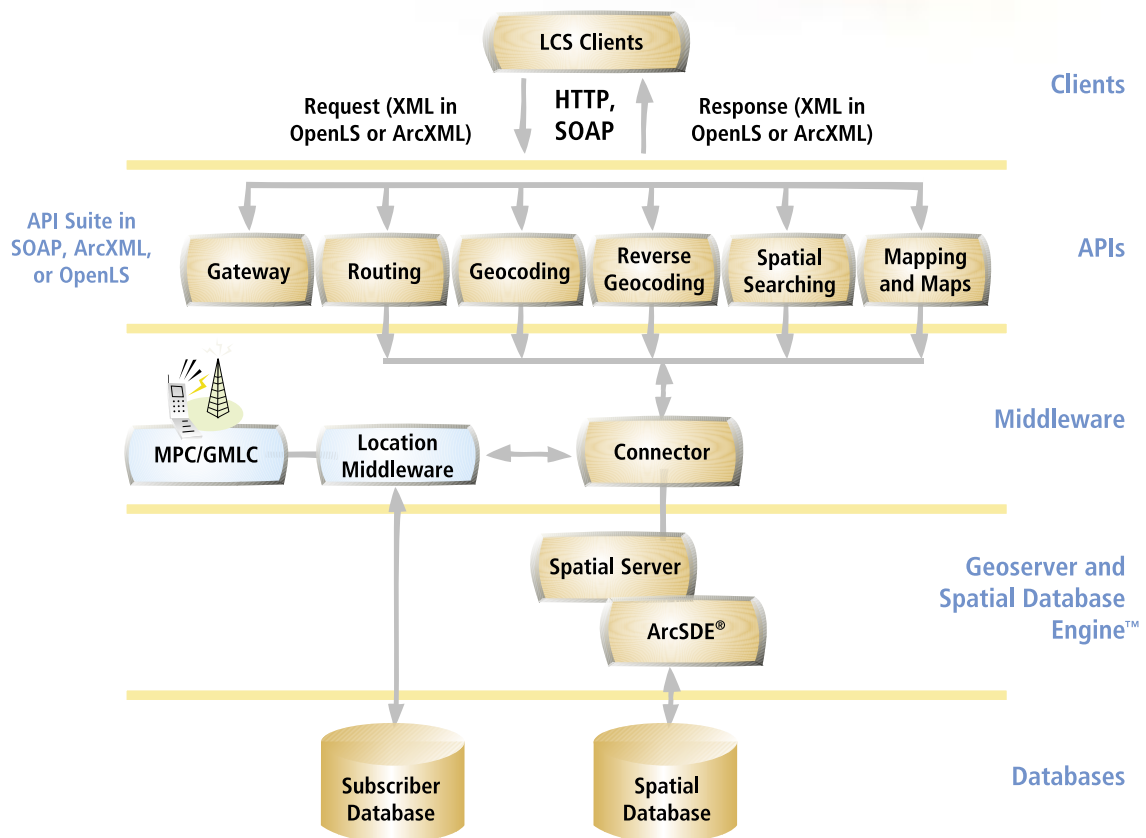 LCS Clients
Clients
Request (XML in
OpenLS or ArcXML)
HTTP,
SOAP
Response (XML in
OpenLS or ArcXML)
API Suite in
SOAP, ArcXML,
or OpenLS
Gateway
Routing
Geocoding
Reverse
Geocoding
Spatial
Searching
Mapping
and Maps
APIs
MPC/GMLC
Location
Middleware
Connector
Middleware
Spatial Server
ArcSDE®
Geoserver and
Spatial Database
Engine™
Subscriber
Database
Spatial
Database
Databases